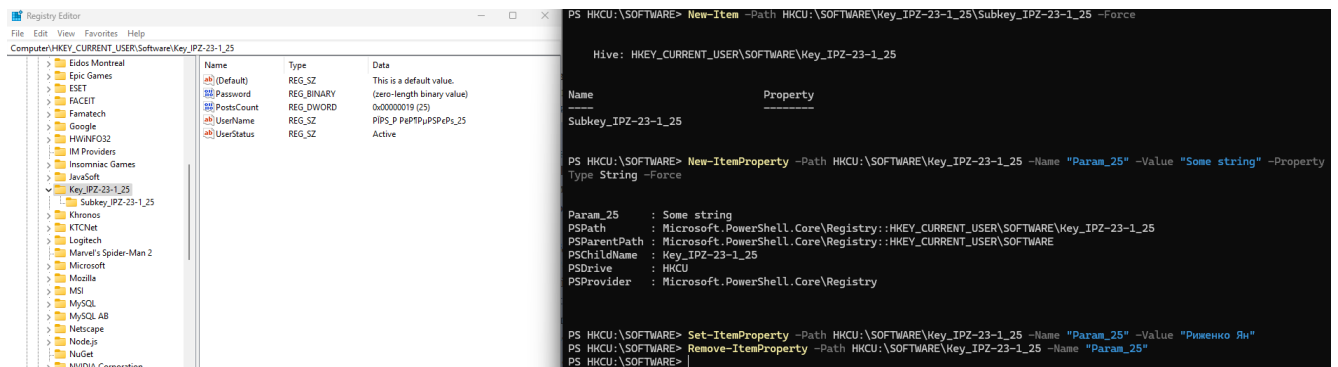 Registry Editor
File Edit View Favorites Help
Computer\HKEY_CURRENT_USER\Software\Key_IPZ-23-1_25
Eidos Montreal
Epic Games
ESET
FACEIT
Famatech
Google
HWiNFO32
IM Providers
Insomniac Games
JavaSoft
Key_IPZ-23-1_25
Subkey_IPZ-23-1_25
Khronos
KTCNet
Logitech
Marvel's Spider-Man 2
Microsoft
Mozilla
MSI
MySQL
MySQL AB
Netscape
Node.js
NuGet
NVIDIA Corporation
Name Type Data
(Default) REG_SZ This is a default value.
Password REG_BINARY (zero-length binary value)
PostsCount REG_DWORD 0x00000019 (25)
UserName REG_SZ
UserStatus REG_SZ Active
PS HKCU:\SOFTWARE> New-Item -Path HKCU:\SOFTWARE\Key_IPZ-23-1_25\Subkey_IPZ-23-1_25 -Force
Hive: HKEY_CURRENT_USER\SOFTWARE\Key_IPZ-23-1_25
Name Property
---- --------
Subkey_IPZ-23-1_25
PS HKCU:\SOFTWARE> New-ItemProperty -Path HKCU:\SOFTWARE\Key_IPZ-23-1_25 -Name "Param_25" -Value "Some string" -Property
Type String -Force
Param_25 : Some string
PSPath : Microsoft.PowerShell.Core\Registry::HKEY_CURRENT_USER\SOFTWARE\Key_IPZ-23-1_25
PSParentPath : Microsoft.PowerShell.Core\Registry::HKEY_CURRENT_USER\SOFTWARE
PSChildName : Key_IPZ-23-1_25
PSDrive : HKCU
PSProvider : Microsoft.PowerShell.Core\Registry
PS HKCU:\SOFTWARE> Set-ItemProperty -Path HKCU:\SOFTWARE\Key_IPZ-23-1_25 -Name "Param_25" -Value "Риженко Ян"
PS HKCU:\SOFTWARE> Remove-ItemProperty -Path HKCU:\SOFTWARE\Key_IPZ-23-1_25 -Name "Param_25"
PS HKCU:\SOFTWARE>